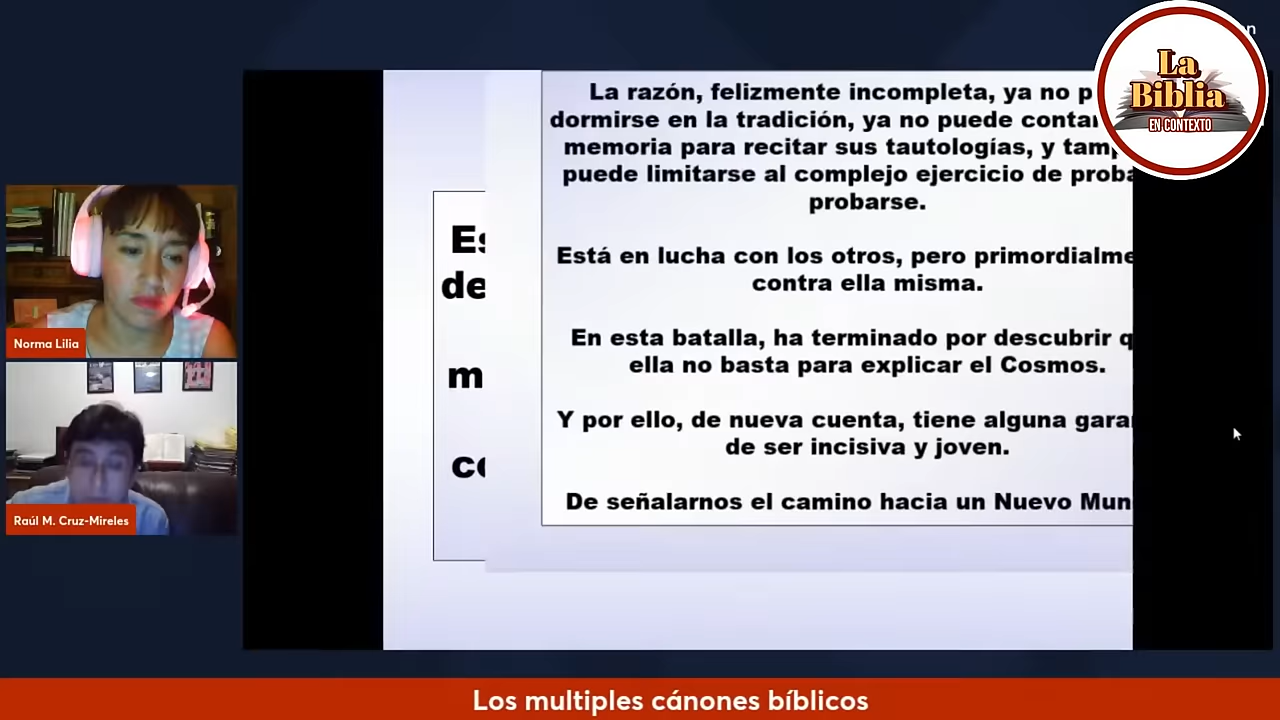 La
Biblia
EN CONTEXTO
La razón, felizmente incompleta, ya no p
dormirse en la tradición, ya no puede contar
memoria para recitar sus tautologías, y tam
puede limitarse al complejo ejercicio de proba
probarse.
Está en lucha con los otros, pero primordialme
contra ella misma.
En esta batalla, ha terminado por descubrir q
ella no basta para explicar el Cosmos.
Y por ello, de nueva cuenta, tiene alguna gara
de ser incisiva y joven.
De señalarnos el camino hacia un Nuevo Mun
Es
de
m
co
Norma Lilia
Raúl M. Cruz-Mireles
Los multiples cánones bíblicos